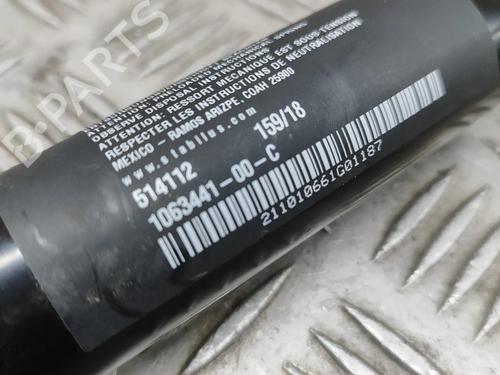 OBSERVE DISPOSAL INSTRUCTIONS
ATTENTION: RESSORT MECANIQUE EST SOUS-TENSION
RESPECTER LES INSTRUCTIONS DE NEUTRALISATION
MEXICO - RAMOS ARIZPE, COAH 25900
www.stabilus.com
514112 159/18
1063441-00-C
211010661G01187
B-PARTS